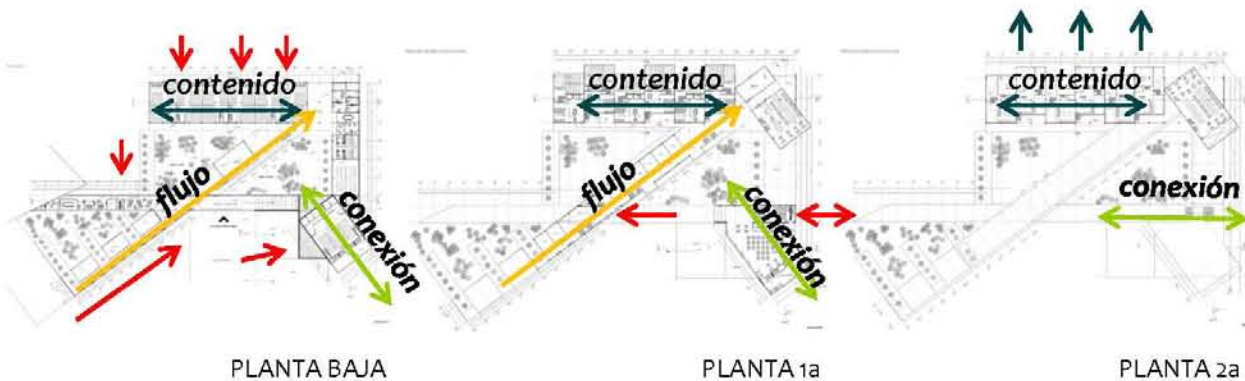 contenido
flujo
conexión
PLANTA BAJA
contenido
flujo
conexión
PLANTA 1a
contenido
conexión
PLANTA 2a